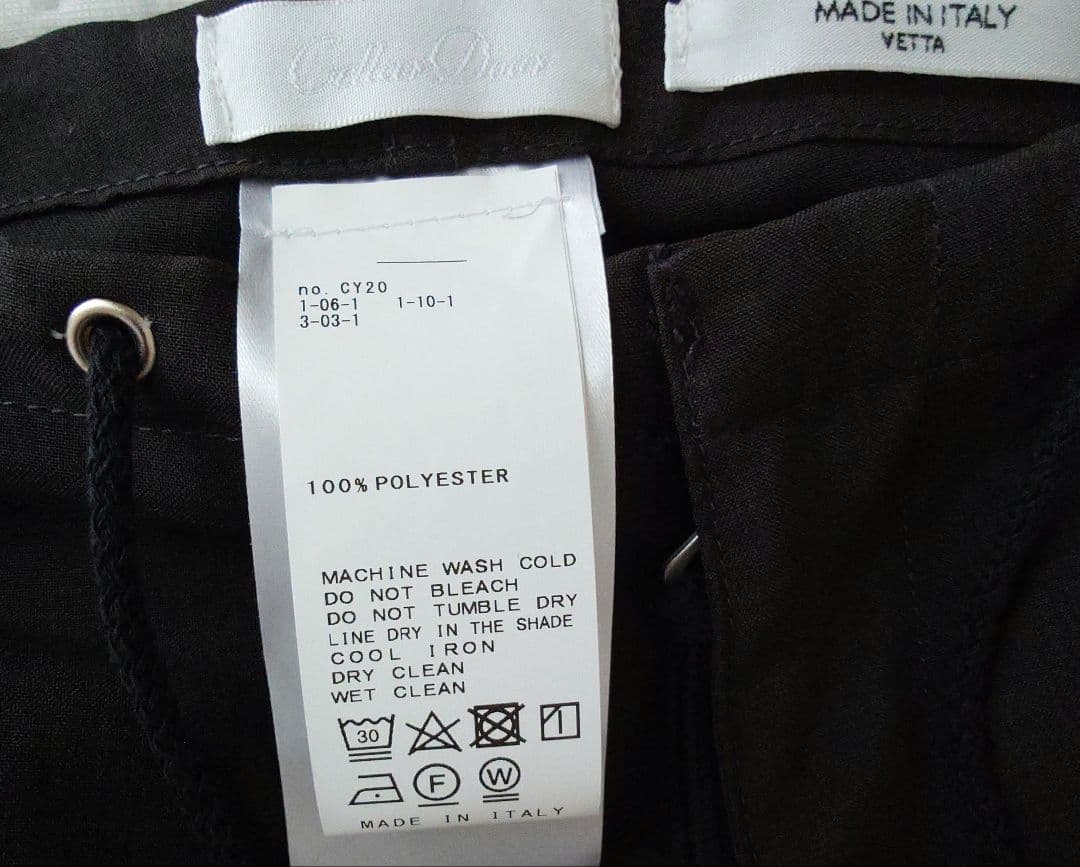 MADE IN ITALY
VETTA
no. CY20
1-06-1 1-10-1
3-03-1
100% POLYESTER
MACHINE WASH COLD
DO NOT BLEACH
DO NOT TUMBLE DRY
LINE DRY IN THE SHADE
COOL IRON
DRY CLEAN
WET CLEAN
30
F W
MADE IN ITALY